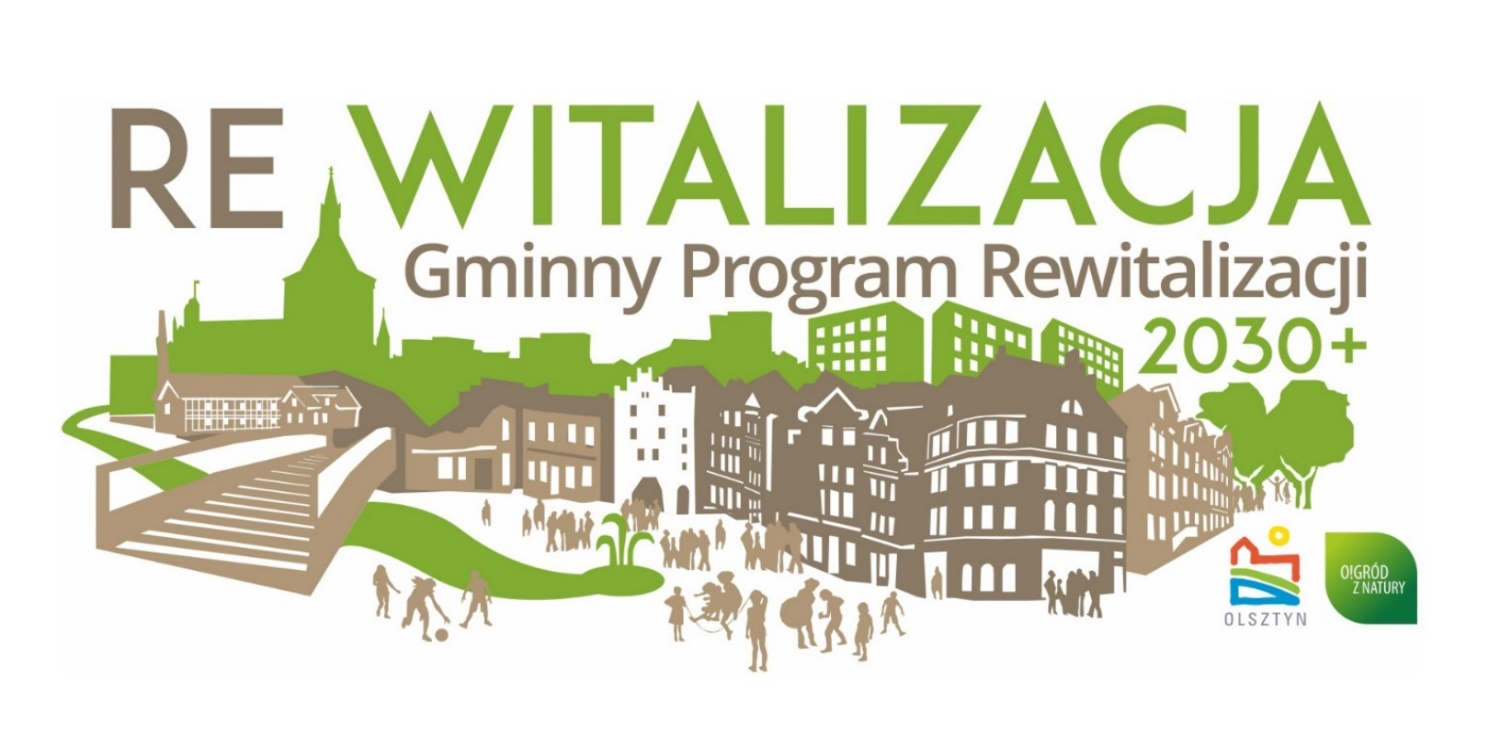 RE WITALIZACJA
Gminny Program Rewitalizacji
2030+
OLSZTYN
O!GRÓD
Z NATURY